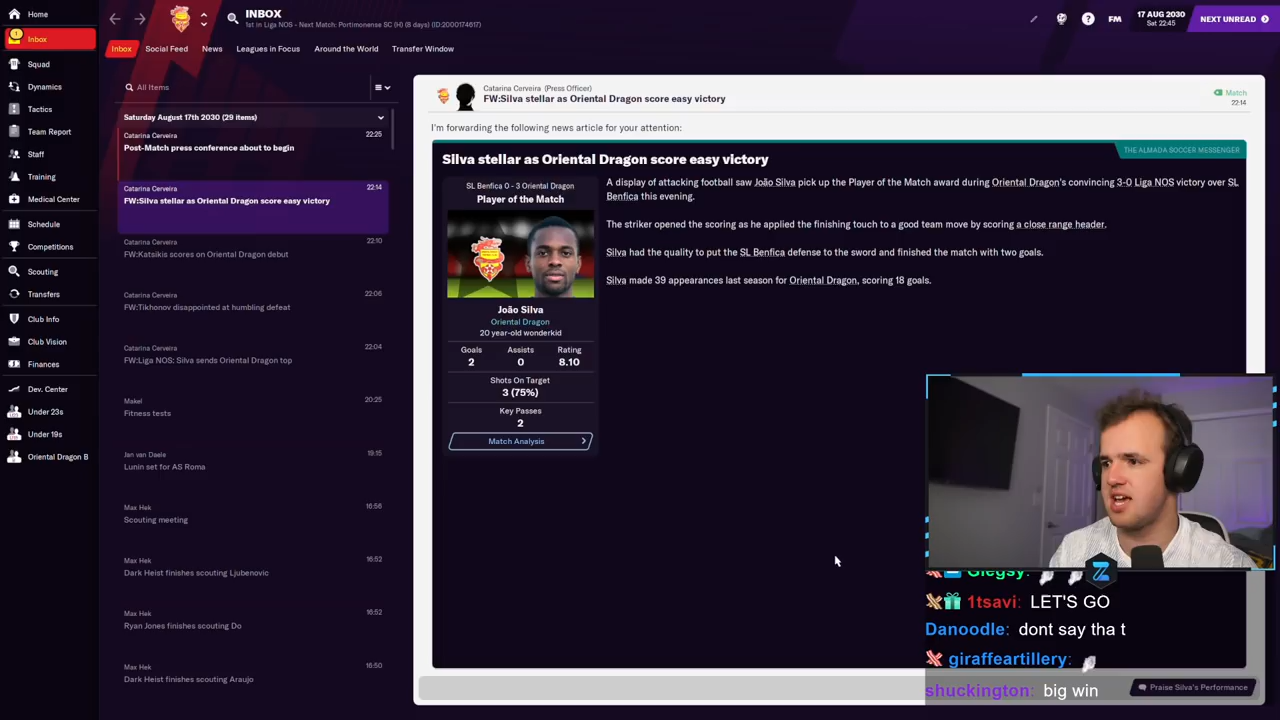 Home
INBOX
1st in Liga NOS - Next Match: Portimonense SC (H) (8 days) (ID:2000174617)
FM
17 AUG 2030
Sat 22:45
NEXT UNREAD
1
Inbox
Inbox
Social Feed
News
Leagues in Focus
Around the World
Transfer Window
Squad
Dynamics
Tactics
Team Report
Staff
Training
Medical Center
Schedule
Competitions
Scouting
Transfers
Club Info
Club Vision
Finances
Dev. Center
Under 23s
Under 19s
Oriental Dragon B
All Items
Saturday August 17th 2030 (29 items)
Catarina Cerveira 22:25
Post-Match press conference about to begin
Catarina Cerveira 22:14
FW:Silva stellar as Oriental Dragon score easy victory
Catarina Cerveira 22:10
FW:Katsikis scores on Oriental Dragon debut
Catarina Cerveira 22:06
FW:Tikhonov disappointed at humbling defeat
Catarina Cerveira 22:04
FW:Liga NOS: Silva sends Oriental Dragon top
Makel 20:25
Fitness tests
Jan van Daele 19:15
Lunin set for AS Roma
Max Hek 16:56
Scouting meeting
Max Hek 16:52
Dark Heist finishes scouting Ljubenovic
Max Hek 16:52
Ryan Jones finishes scouting Do
Max Hek 16:50
Dark Heist finishes scouting Araujo
Catarina Cerveira (Press Officer)
FW:Silva stellar as Oriental Dragon score easy victory
Match
22:14
I'm forwarding the following news article for your attention:
THE ALMADA SOCCER MESSENGER
Silva stellar as Oriental Dragon score easy victory
SL Benfica 0 - 3 Oriental Dragon
Player of the Match
João Silva
Oriental Dragon
20 year-old wonderkid
Goals Assists Rating
2 0 8.10
Shots On Target
3 (75%)
Key Passes
2
Match Analysis
A display of attacking football saw João Silva pick up the Player of the Match award during Oriental Dragon's convincing 3-0 Liga NOS victory over SL
Benfica this evening.
The striker opened the scoring as he applied the finishing touch to a good team move by scoring a close range header.
Silva had the quality to put the SL Benfica defense to the sword and finished the match with two goals.
Silva made 39 appearances last season for Oriental Dragon, scoring 18 goals.
Glegsy:
1tsavi: LET'S GO
Danoodle: dont say tha t
giraffeartillery:
shuckington: big win
Praise Silva's Performance